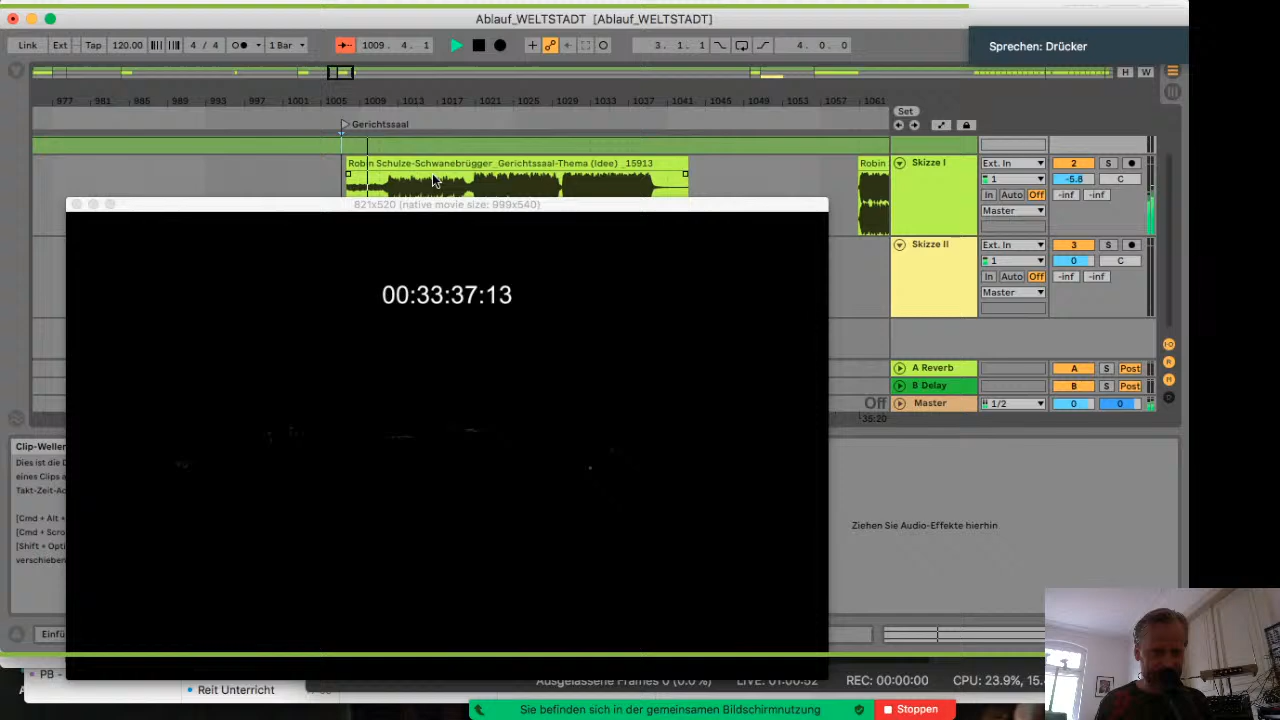 Ablauf_WELTSTADT [Ablauf_WELTSTADT]
Link Ext Tap 120.00 4 / 4 1 Bar 1009. 4. 1 3. 1. 1 4. 0. 0
Sprechen: Drücker
H W
977 981 985 989 993 997 1001 1005 1009 1013 1017 1021 1025 1029 1033 1037 1041 1045 1049 1053 1057 1061
Set
Gerichtssaal
Robin Schulze-Schwanebrügger_Gerichtssaal-Thema (Idee) _15913
Robin
Skizze I
Ext. In
2
S
1
-5.8
C
In Auto Off
-inf -inf
Master
821x520 (native movie size: 999x540)
00:33:37:13
Skizze II
Ext. In
3
S
1
0
C
In Auto Off
-inf -inf
Master
A Reverb
A
S
Post
B Delay
B
S
Post
Off
Master
1/2
0
0
35:20
Clip-Weller
Dies ist die D
eines Clips a
Takt-Zeit-Ac
[Cmd + Alt +
[Cmd + Scro
[Shift + Opti
verschieben
Ziehen Sie Audio-Effekte hierhin
Einfü
PB -
Reit Unterricht
Ausgelassene Frames 0 (0.0 %)
LIVE: 01:00:52
REC: 00:00:00
CPU: 23.9%, 15.
Sie befinden sich in der gemeinsamen Bildschirmnutzung
Stoppen